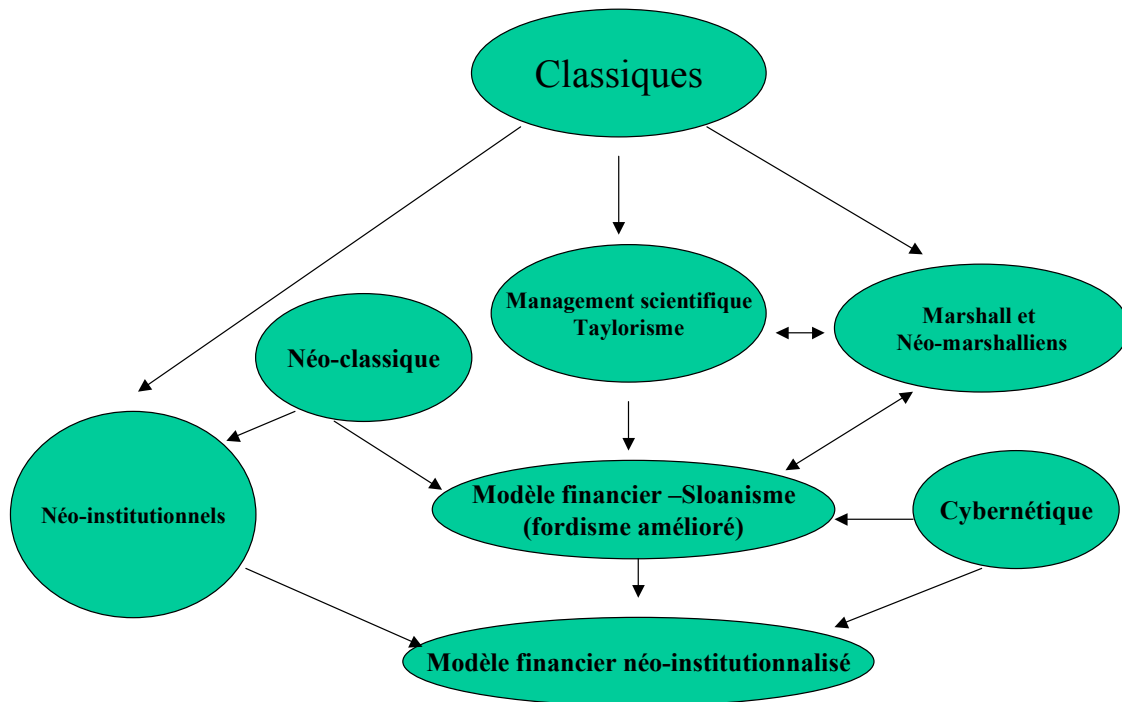 Classiques
Management scientifique
Taylorisme
Marshall et
Néo-marshalliens
Néo-classique
Néo-institutionnels
Modèle financier –Sloanisme
(fordisme amélioré)
Cybernétique
Modèle financier néo-institutionnalisé